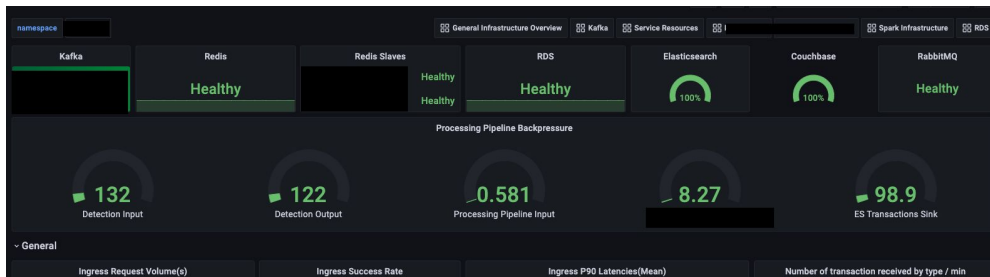 namespace
General Infrastructure Overview
Kafka
Service Resources
Spark Infrastructure
RDS
Kafka
Redis
Redis Slaves
RDS
Elasticsearch
Couchbase
RabbitMQ
Healthy
Healthy
Healthy
Healthy
100%
100%
Healthy
Processing Pipeline Backpressure
132
122
0.581
8.27
98.9
Detection Input
Detection Output
Processing Pipeline Input
ES Transactions Sink
General
Ingress Request Volume(s)
Ingress Success Rate
Ingress P90 Latencies(Mean)
Number of transaction received by type / min